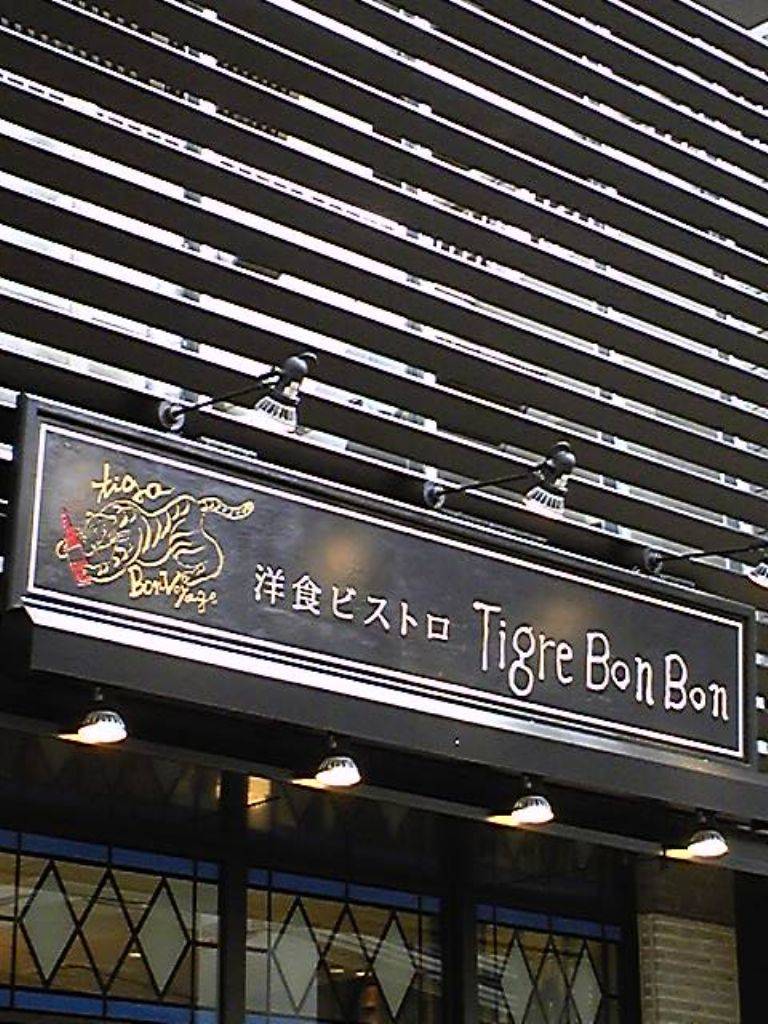 tigre
Bon Voyage
洋食ビストロ Tigre Bon Bon